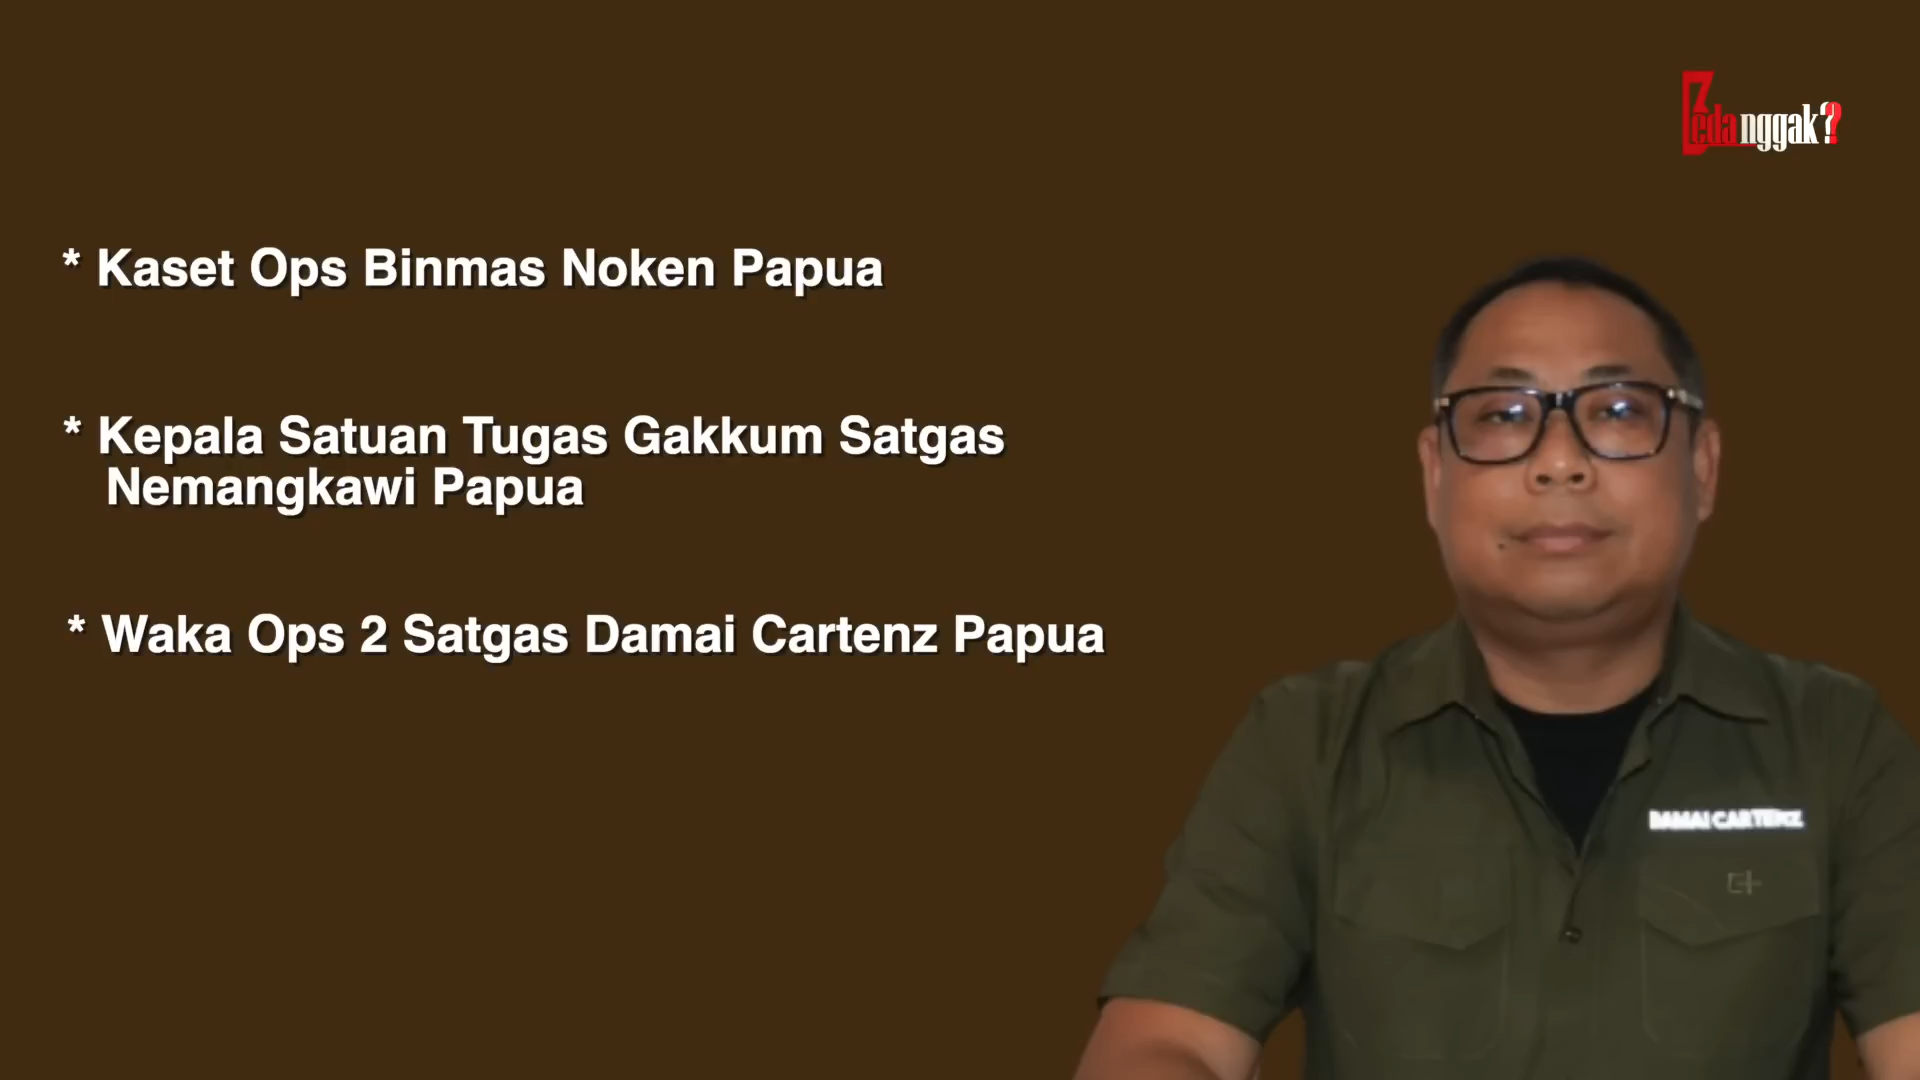 Bedanggak?
* Kaset Ops Binmas Noken Papua
* Kepala Satuan Tugas Gakkum Satgas
Nemangkawi Papua
* Waka Ops 2 Satgas Damai Cartenz Papua
DAMAI CARTENZ